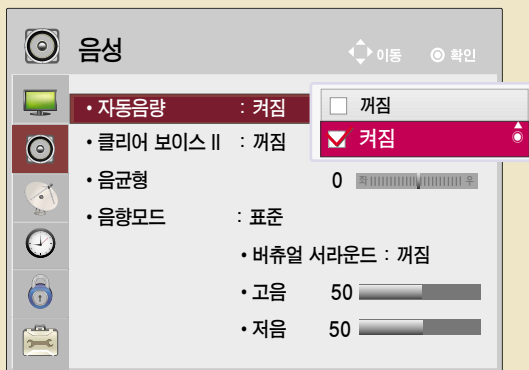 음성 이동 확인
• 자동음량 : 켜짐 꺼짐
• 클리어 보이스 II : 꺼짐 켜짐
• 음균형 0 좌 우
• 음향모드 : 표준
• 버츄얼 서라운드 : 꺼짐
• 고음 50
• 저음 50